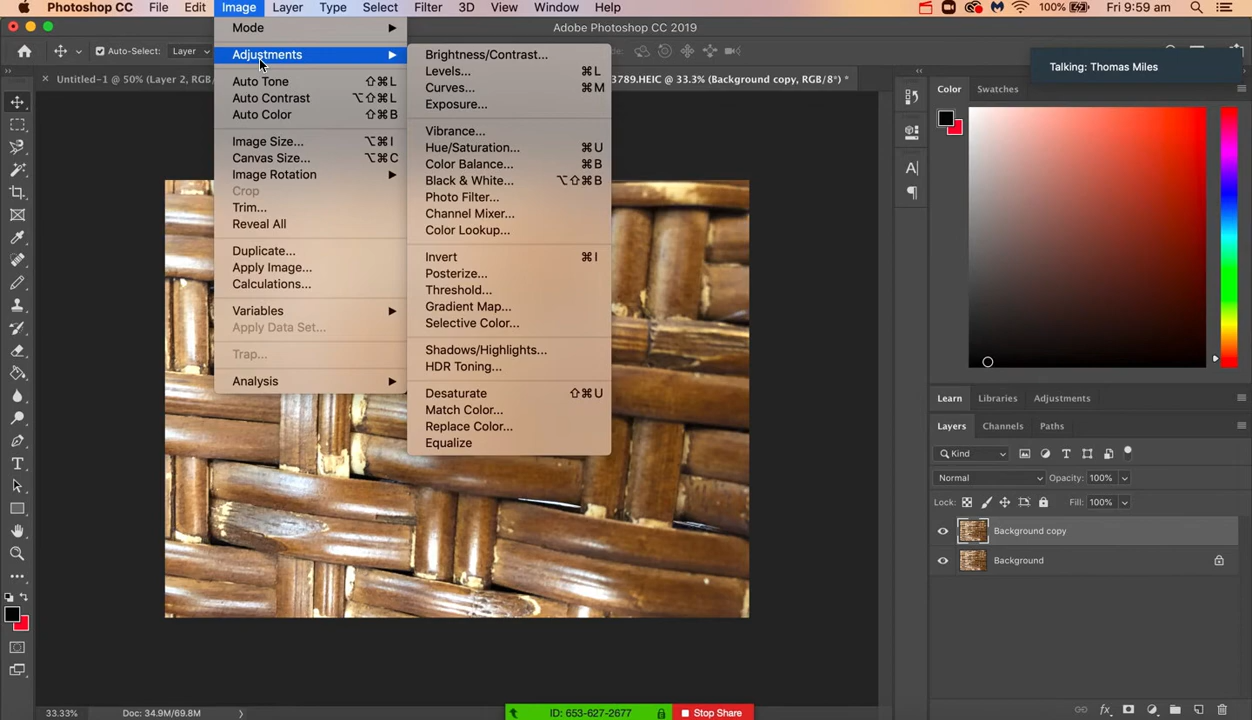 Photoshop CC File Edit Image Layer Type Select Filter 3D View Window Help 100% Fri 9:59 am
Adobe Photoshop CC 2019
Auto-Select: Layer
Talking: Thomas Miles
Untitled-1 @ 50% (Layer 2, RGB/
3789.HEIC @ 33.3% (Background copy, RGB/8*) *
Mode
Adjustments
Auto Tone ⇧⌘L
Auto Contrast ⌥⇧⌘L
Auto Color ⇧⌘B
Image Size... ⌥⌘I
Canvas Size... ⌥⌘C
Image Rotation
Crop
Trim...
Reveal All
Duplicate...
Apply Image...
Calculations...
Variables
Apply Data Set...
Trap...
Analysis
Brightness/Contrast...
Levels... ⌘L
Curves... ⌘M
Exposure...
Vibrance...
Hue/Saturation... ⌘U
Color Balance... ⌘B
Black & White... ⌥⇧⌘B
Photo Filter...
Channel Mixer...
Color Lookup...
Invert ⌘I
Posterize...
Threshold...
Gradient Map...
Selective Color...
Shadows/Highlights...
HDR Toning...
Desaturate ⇧⌘U
Match Color...
Replace Color...
Equalize
Color Swatches
Learn Libraries Adjustments
Layers Channels Paths
Kind
Normal Opacity: 100%
Lock: Fill: 100%
Background copy
Background
33.33% Doc: 34.9M/69.8M
ID: 653-627-2677 Stop Share